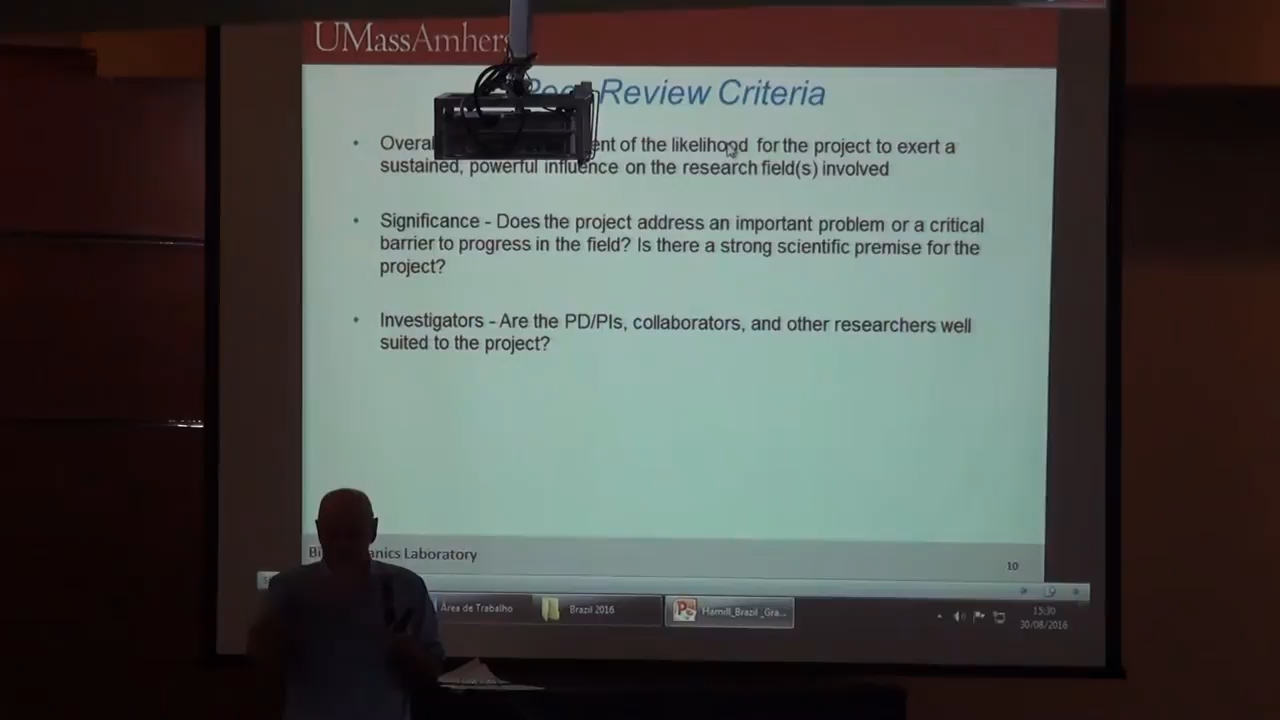 UMassAmhers
Review Criteria
• Overal ent of the likelihood for the project to exert a
sustained, powerful influence on the research field(s) involved
• Significance - Does the project address an important problem or a critical
barrier to progress in the field? Is there a strong scientific premise for the
project?
• Investigators - Are the PD/PIs, collaborators, and other researchers well
suited to the project?
Bi anics Laboratory
10
Área de Trabalho
Brazil 2016
Hamill_Brazil_Gra...
15:30
30/08/2016